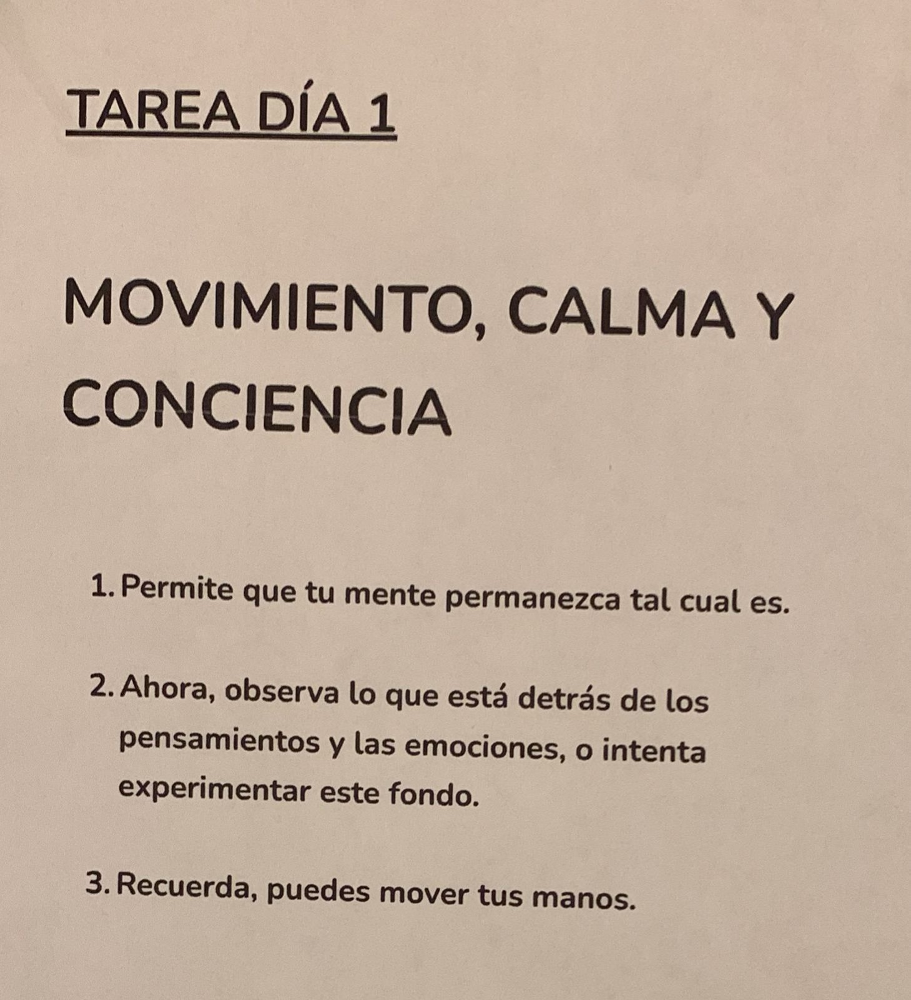 TAREA DÍA 1
MOVIMIENTO, CALMA Y
CONCIENCIA
1. Permite que tu mente permanezca tal cual es.
2. Ahora, observa lo que está detrás de los
pensamientos y las emociones, o intenta
experimentar este fondo.
3. Recuerda, puedes mover tus manos.